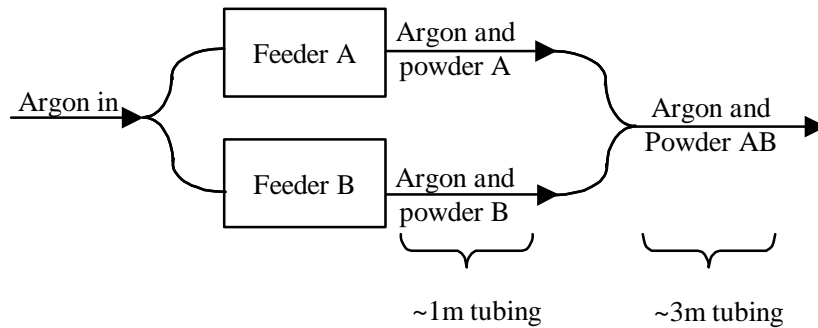 Argon in
Feeder A
Argon and
powder A
Feeder B
Argon and
powder B
Argon and
Powder AB
~1m tubing
~3m tubing